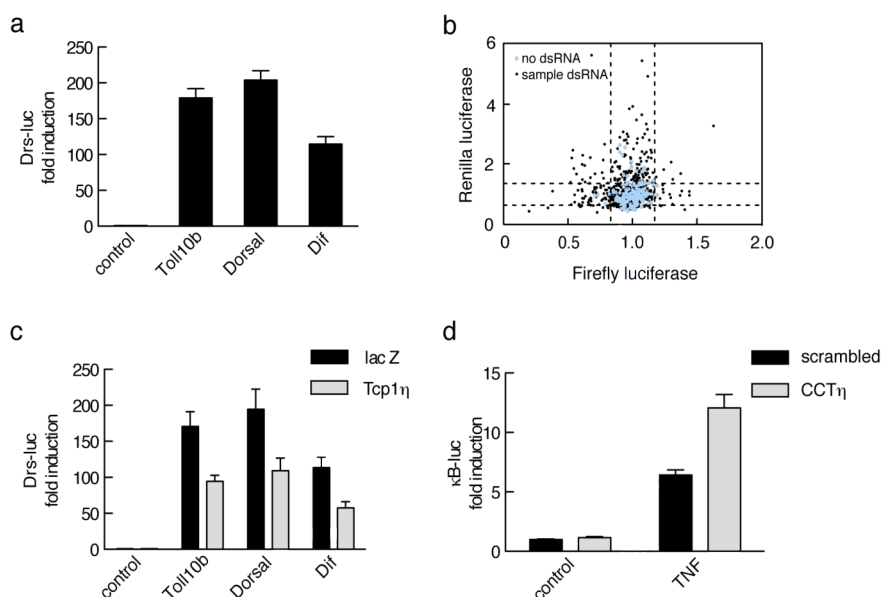 a
Drs-luc
fold induction
250
200
150
100
50
0
control
Toll10b
Dorsal
Dif
b
Renilla luciferase
6
4
2
0
no dsRNA
sample dsRNA
0
0.5
1.0
1.5
2.0
Firefly luciferase
c
lac Z
Tcp1η
Drs-luc
fold induction
250
200
150
100
50
0
control
Toll10b
Dorsal
Dif
d
scrambled
CCTη
κB-luc
fold induction
15
10
5
0
control
TNF